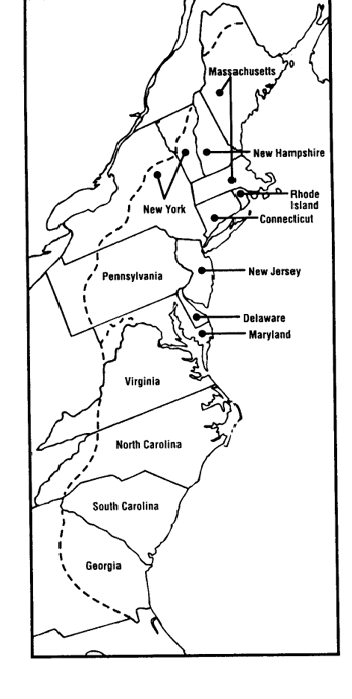 Massachusetts
New Hampshire
Rhode
Island
New York
Connecticut
Pennsylvania
New Jersey
Delaware
Maryland
Virginia
North Carolina
South Carolina
Georgia